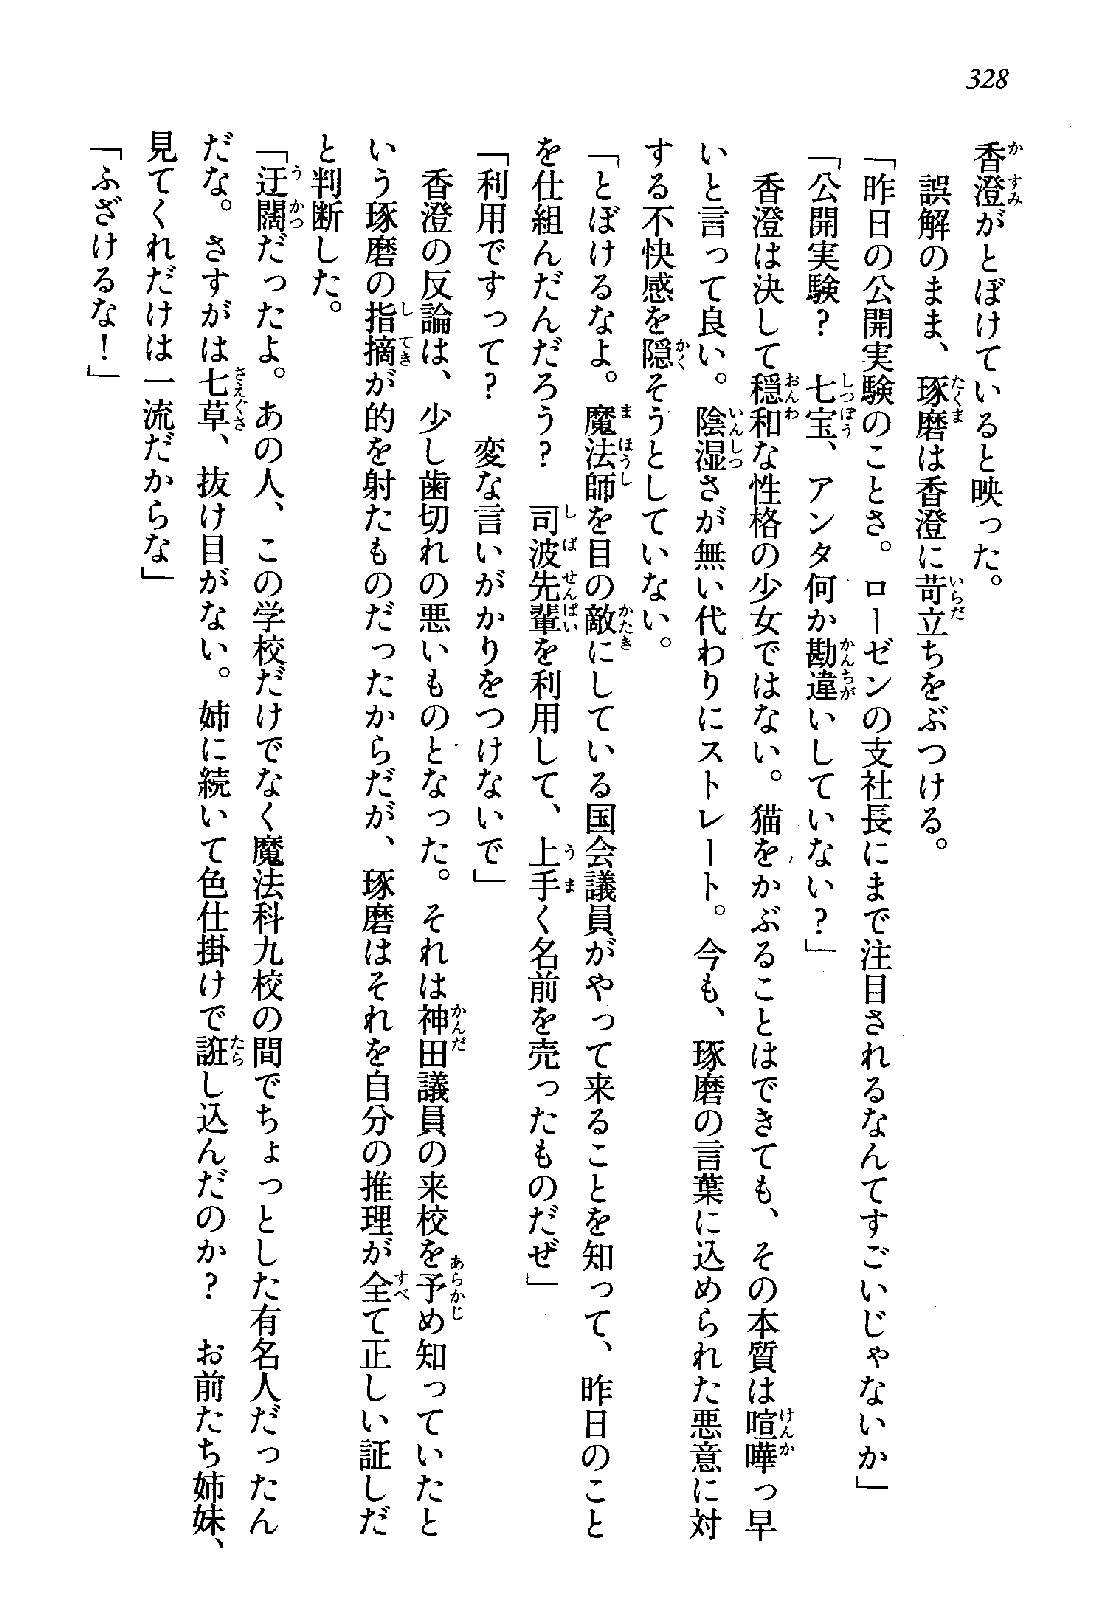 328
香澄がとぼけていると映った。
誤解のまま、琢磨は香澄に苛立ちをぶつける。
「昨日の公開実験のことさ。ローゼンの支社長にまで注目されるなんてすごいじゃないか」
「公開実験？　七宝、アンタ何か勘違いしていない？」
香澄は決して穏和な性格の少女ではない。猫をかぶることはできても、その本質は喧嘩っ早
いと言って良い。陰湿さが無い代わりにストレート。今も、琢磨の言葉に込められた悪意に対
する不快感を隠そうとしていない。
「とぼけるなよ。魔法師を目の敵にしている国会議員がやって来ることを知って、昨日のこと
を仕組んだんだろう？　司波先輩を利用して、上手く名前を売ったものだぜ」
「利用ですって？　変な言いがかりをつけないで」
香澄の反論は、少し歯切れの悪いものとなった。それは神田議員の来校を予め知っていたと
いう琢磨の指摘が的を射たものだったからだが、琢磨はそれを自分の推理が全て正しい証しだ
と判断した。
「迂闊だったよ。あの人、この学校だけでなく魔法科九校の間でちょっとした有名人だったん
だな。さすがは七草、抜け目がない。姉に続いて色仕掛けで誑し込んだのか？　お前たち姉妹、
見てくれだけは一流だからな」
「ふざけるな！」